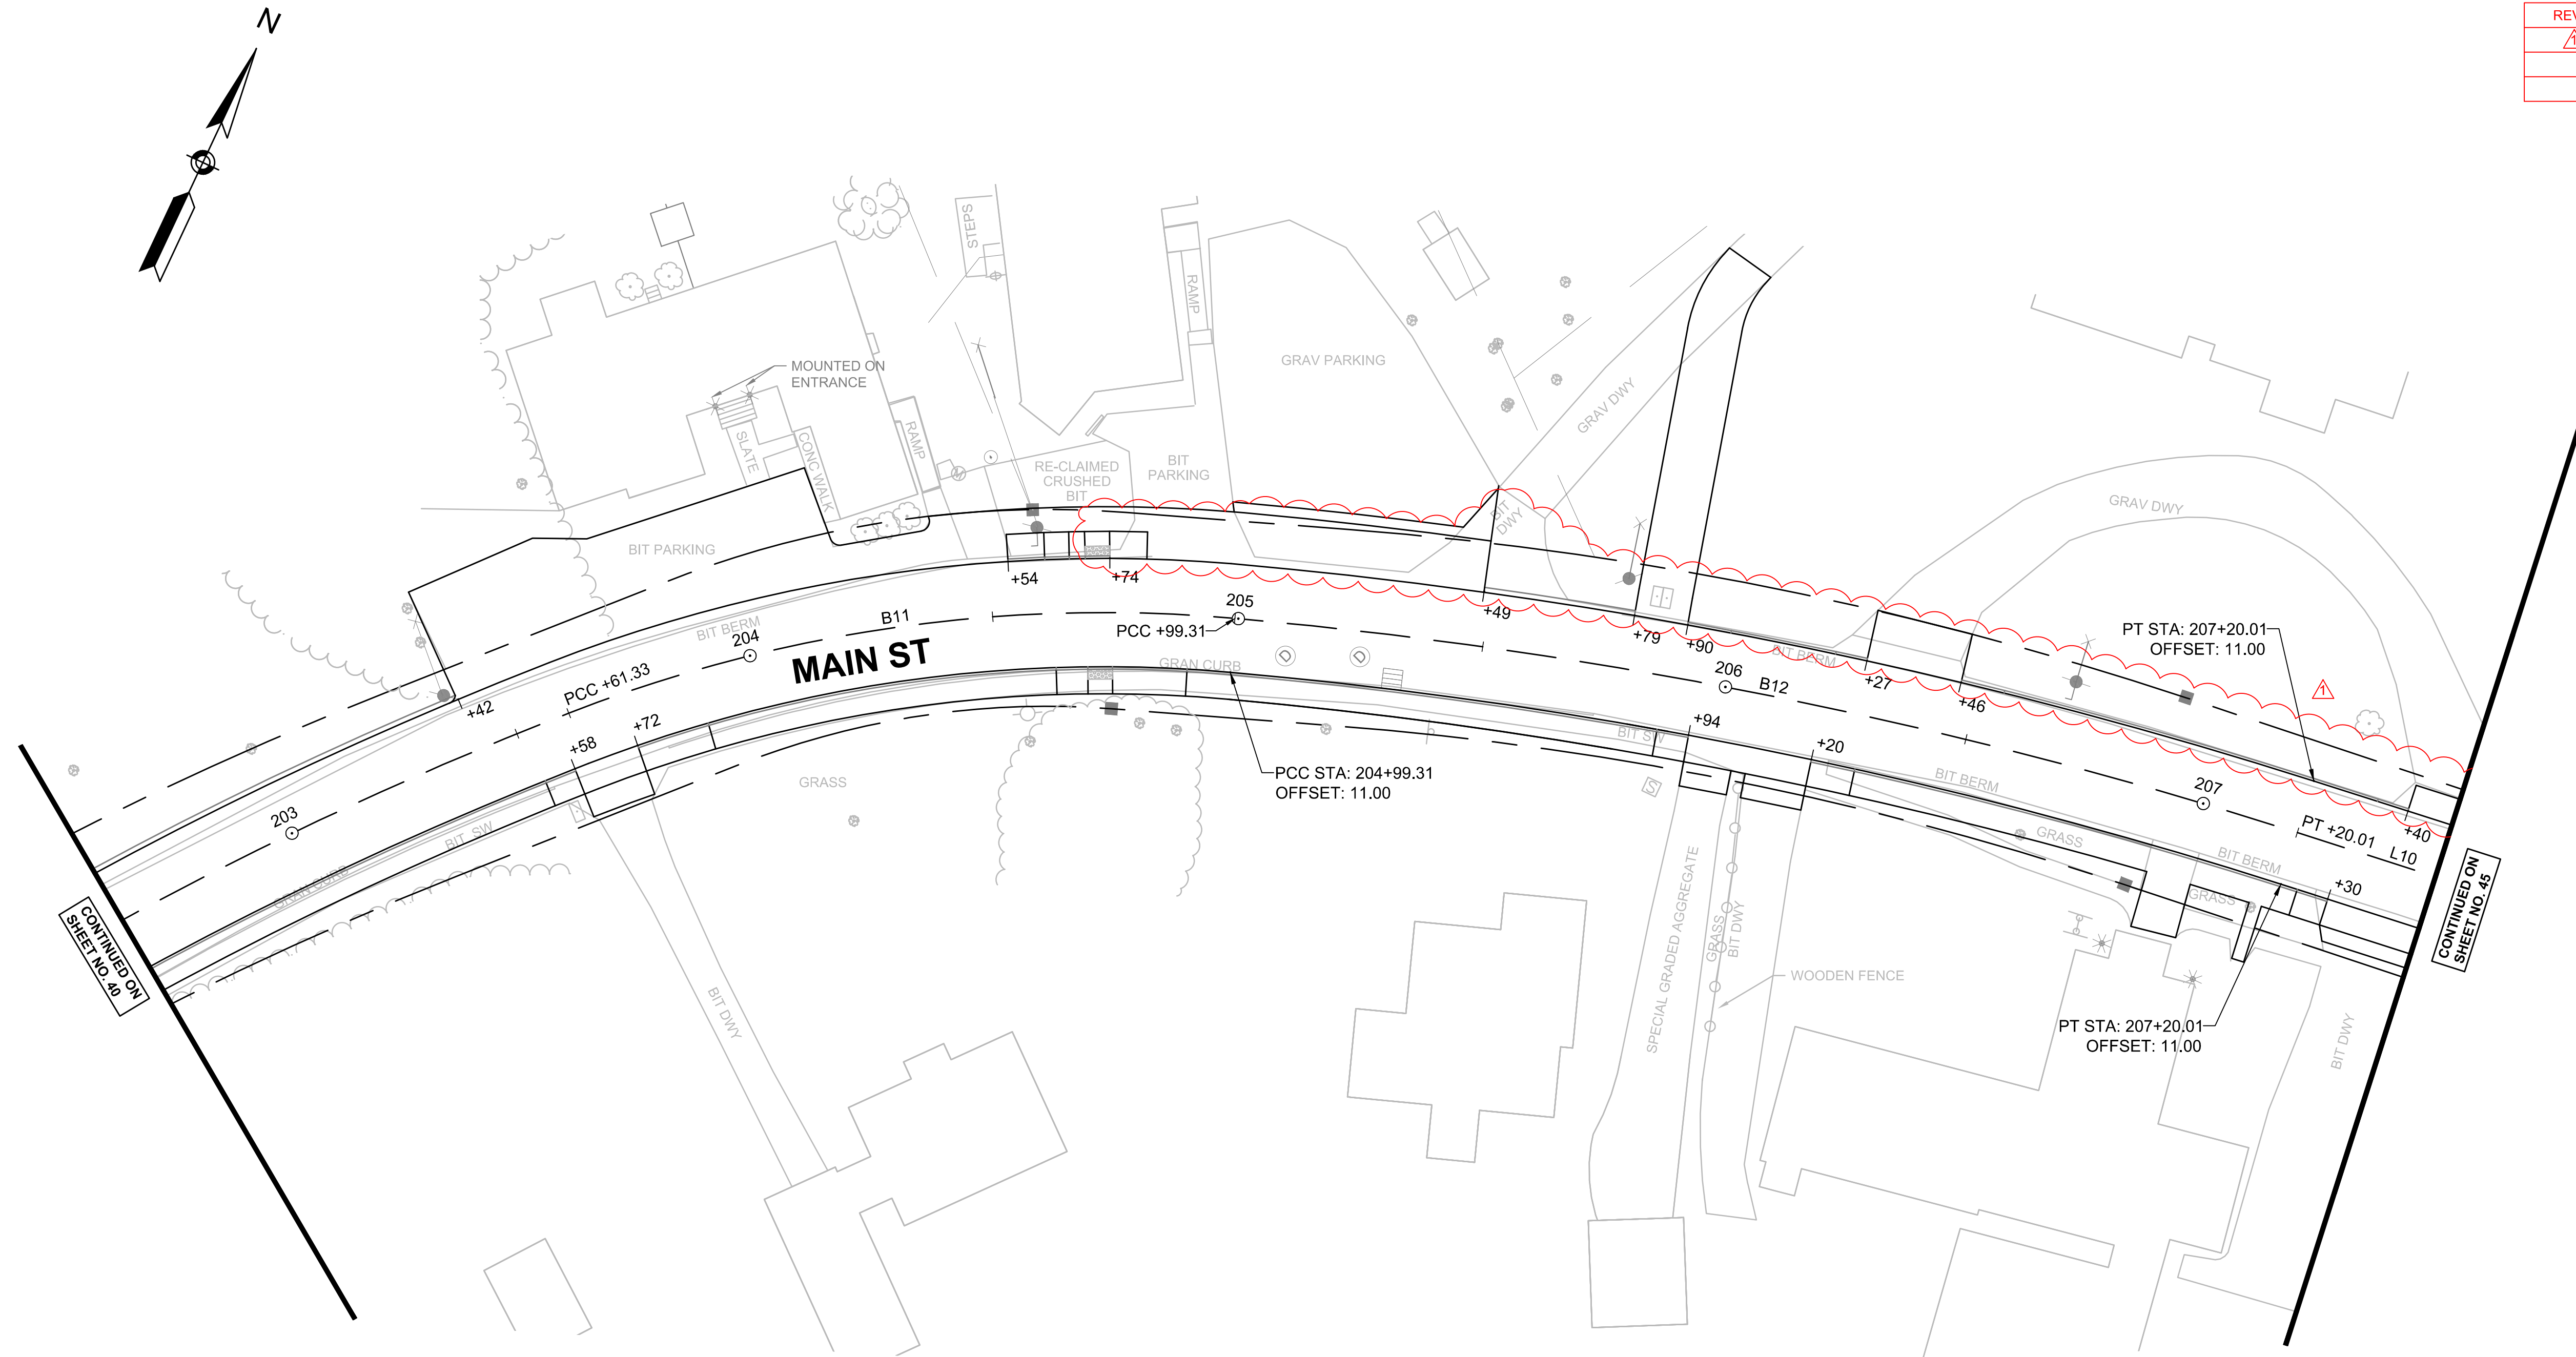 N
REV
1
STEPS
RAMP
GRAV PARKING
MOUNTED ON
ENTRANCE
GRAV DWY
SLATE
CONC WALK
RAMP
RE-CLAIMED
CRUSHED
BIT
BIT
PARKING
BIT
DWY
GRAV DWY
BIT PARKING
+54
+74
205
+49
B11
BIT BERM
204
PCC +99.31
+79
+90
PT STA: 207+20.01
OFFSET: 11.00
MAIN ST
GRAN CURB
D
D
BIT BERM
206
B12
+27
+46
1
PCC +61.33
+42
+72
+58
+94
BIT SW
+20
PCC STA: 204+99.31
OFFSET: 11.00
GRASS
S
BIT BERM
207
203
BIT SW
PT +20.01
L10
+40
GRASS
BIT BERM
+30
GRASS
GRAN CURB
CONTINUED ON
SHEET NO. 40
CONTINUED ON
SHEET NO. 45
SPECIAL GRADED AGGREGATE
GRASS
BIT DWY
WOODEN FENCE
BIT DWY
PT STA: 207+20.01
OFFSET: 11.00
BIT DWY